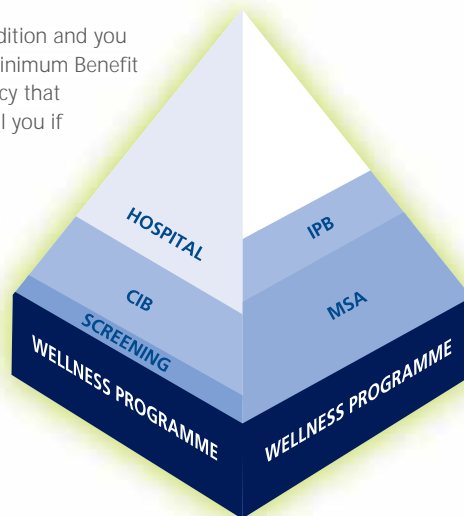 dition and you
inimum Benefit
cy that
l you if
HOSPITAL
CIB
SCREENING
WELLNESS PROGRAMME
IPB
MSA
WELLNESS PROGRAMME